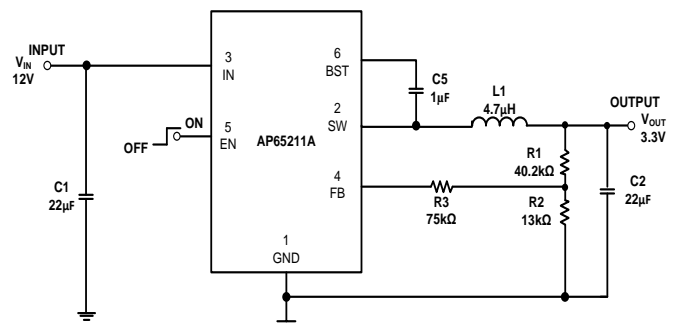 INPUT
VIN
12V
3
IN
5
EN
ON
OFF
C1
22µF
AP65211A
6
BST
2
SW
4
FB
1
GND
C5
1µF
L1
4.7µH
R3
75kΩ
R1
40.2kΩ
R2
13kΩ
C2
22µF
OUTPUT
VOUT
3.3V